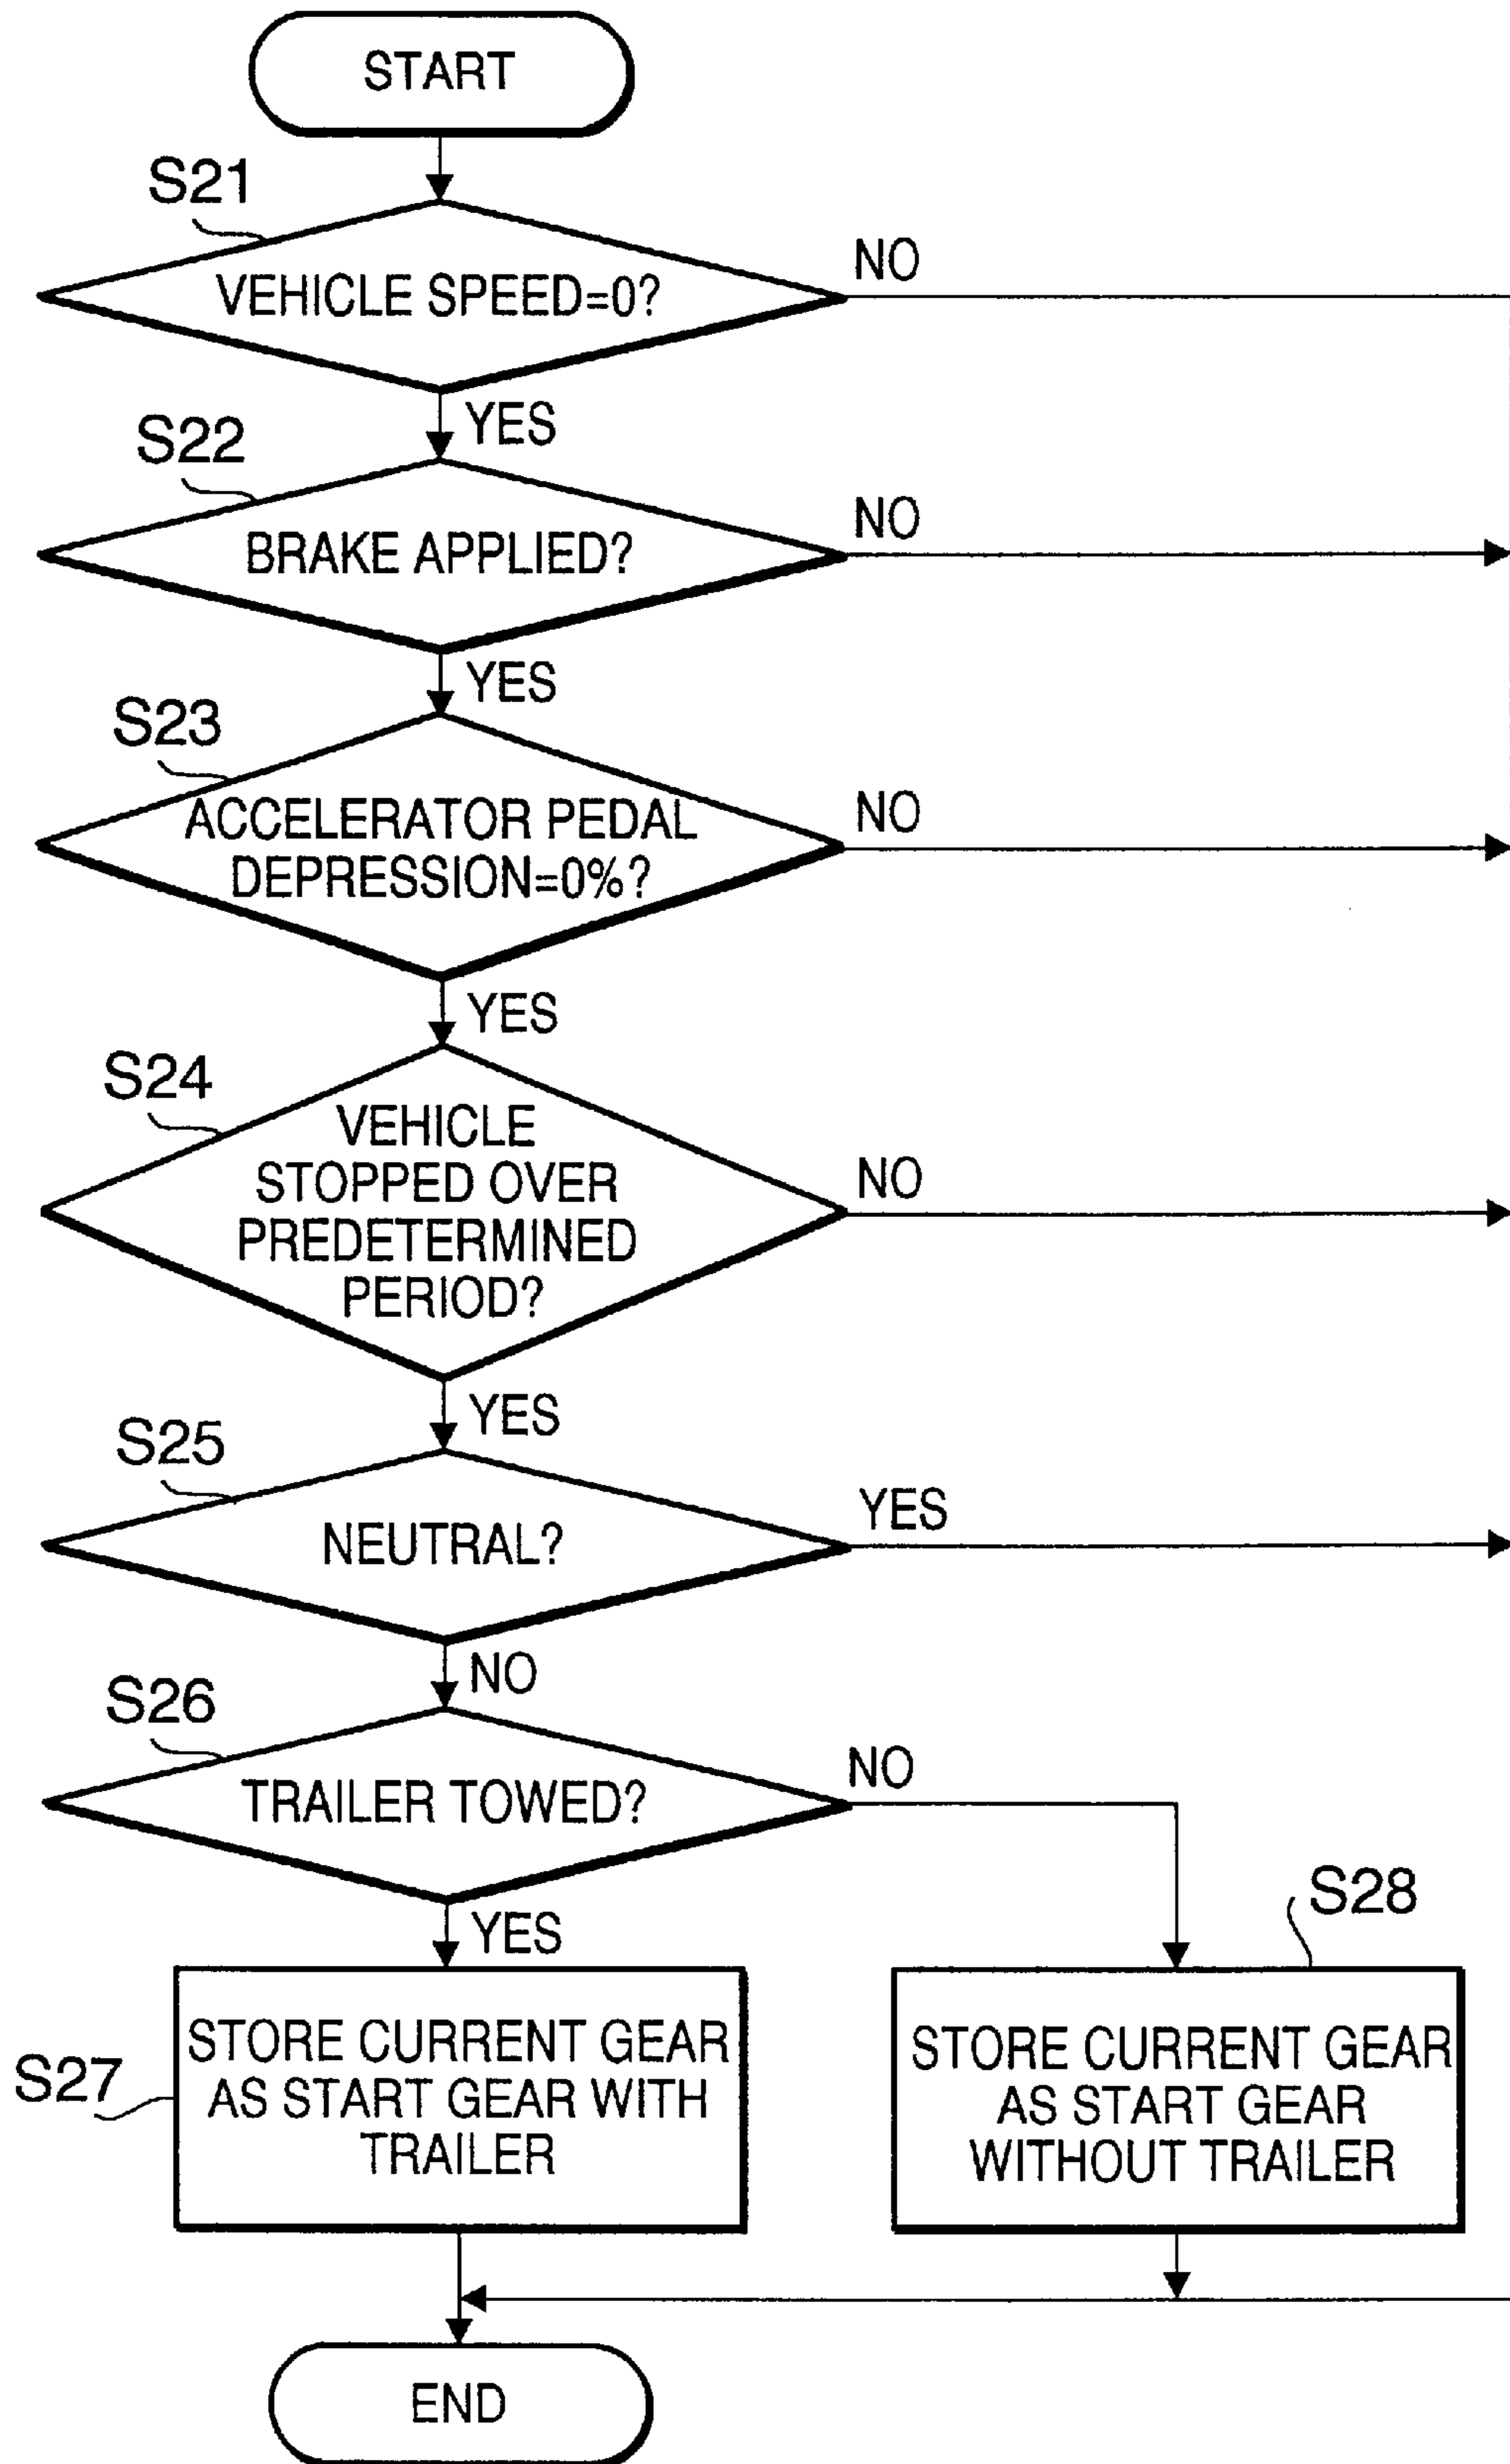 START
S21
VEHICLE SPEED=0?
NO
YES
S22
BRAKE APPLIED?
NO
YES
S23
ACCELERATOR PEDAL
DEPRESSION=0%?
NO
YES
S24
VEHICLE
STOPPED OVER
PREDETERMINED
PERIOD?
NO
YES
S25
NEUTRAL?
YES
NO
S26
TRAILER TOWED?
NO
YES
S27
STORE CURRENT GEAR
AS START GEAR WITH
TRAILER
S28
STORE CURRENT GEAR
AS START GEAR
WITHOUT TRAILER
END